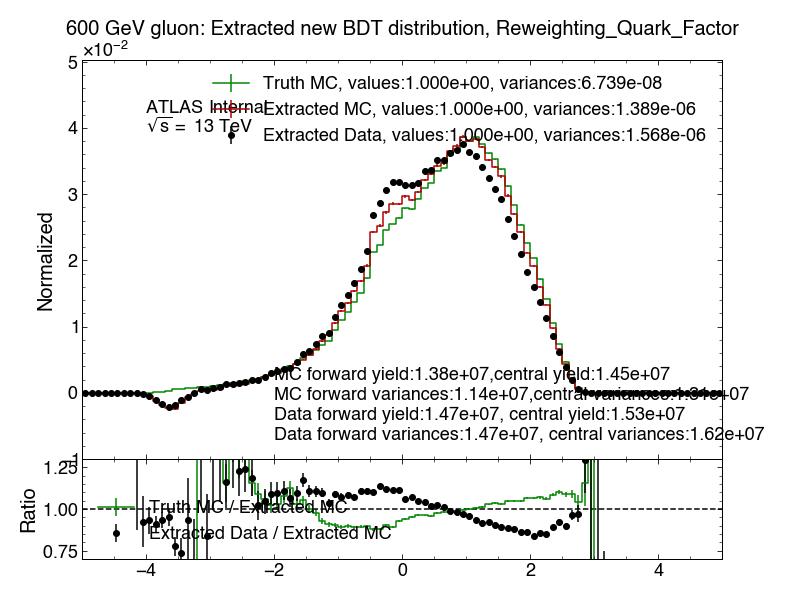 600 GeV gluon: Extracted new BDT distribution, Reweighting_Quark_Factor
×10⁻²
5
Truth MC, values:1.000e+00, variances:6.739e-08
ATLAS Internal
Extracted MC, values:1.000e+00, variances:1.389e-06
√s = 13 TeV
Extracted Data, values:1.000e+00, variances:1.568e-06
4
3
Normalized
2
1
0
MC forward yield:1.38e+07,central yield:1.45e+07
MC forward variances:1.14e+07,central
Data forward yield:1.47e+07, central yield:1.53e+07
Data forward variances:1.47e+07, central variances:1.62e+07
1
1.25
1.00
0.75
Ratio
Truth MC / Extracted MC
Extracted Data / Extracted MC
−4 −2 0 2 4